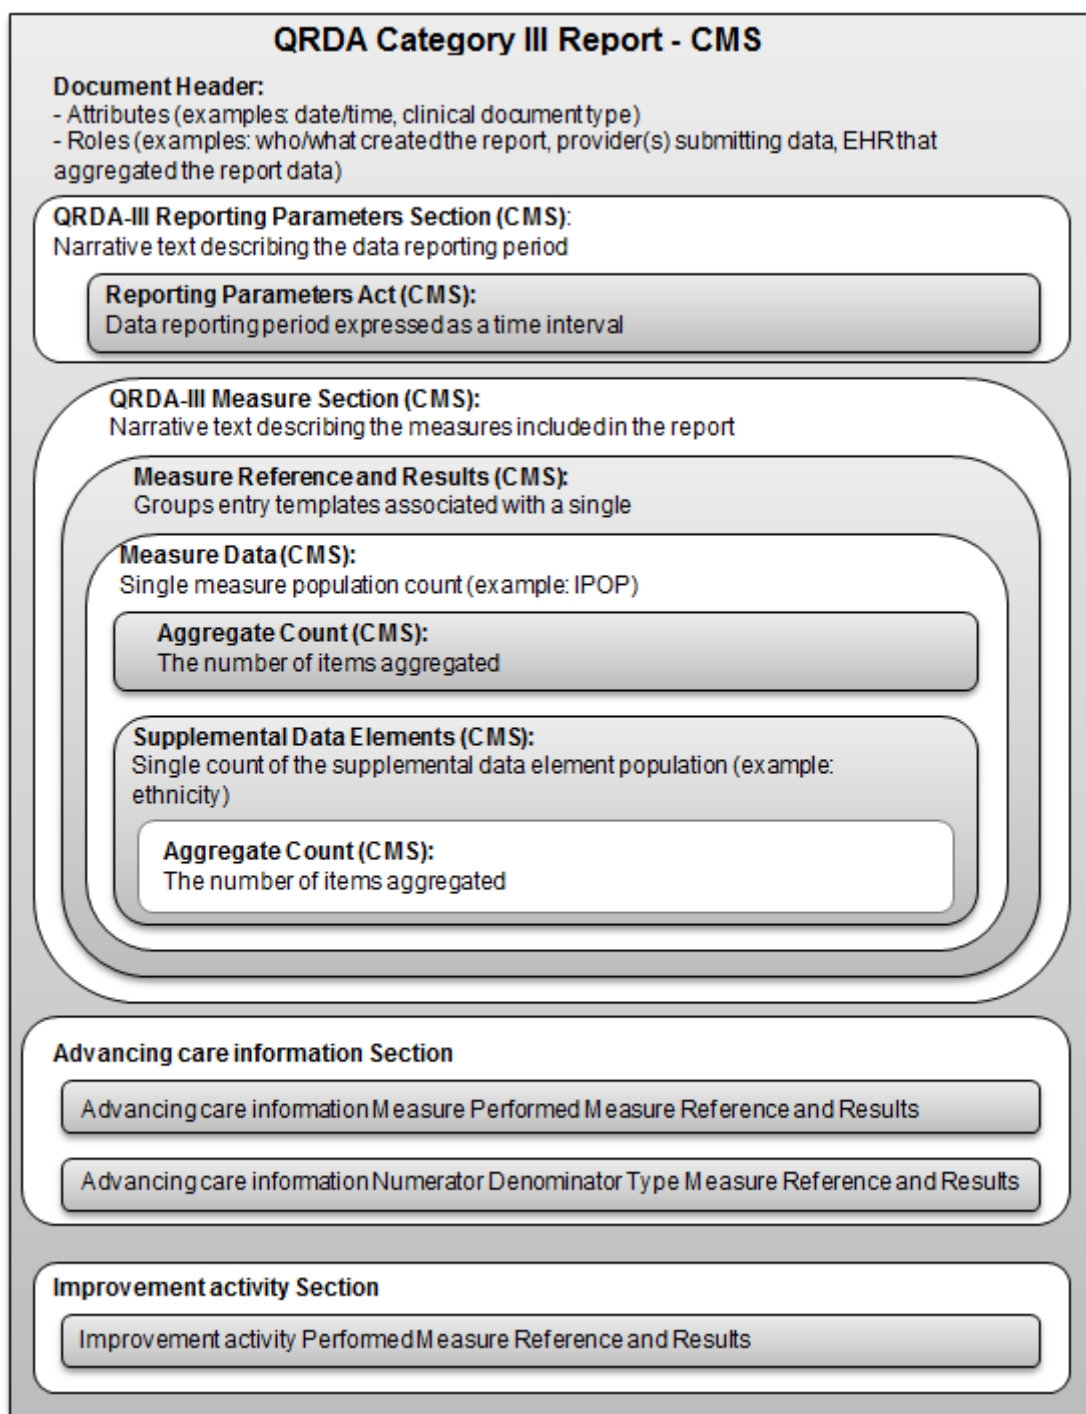 QRDA Category III Report - CMS
Document Header:
- Attributes (examples: date/time, clinical document type)
- Roles (examples: who/what created the report, provider(s) submitting data, EHR that
aggregated the report data)
QRDA-III Reporting Parameters Section (CMS):
Narrative text describing the data reporting period
Reporting Parameters Act (CMS):
Data reporting period expressed as a time interval
QRDA-III Measure Section (CMS):
Narrative text describing the measures included in the report
Measure Reference and Results (CMS):
Groups entry templates associated with a single
Measure Data (CMS):
Single measure population count (example: IPOP)
Aggregate Count (CMS):
The number of items aggregated
Supplemental Data Elements (CMS):
Single count of the supplemental data element population (example:
ethnicity)
Aggregate Count (CMS):
The number of items aggregated
Advancing care information Section
Advancing care information Measure Performed Measure Reference and Results
Advancing care information Numerator Denominator Type Measure Reference and Results
Improvement activity Section
Improvement activity Performed Measure Reference and Results